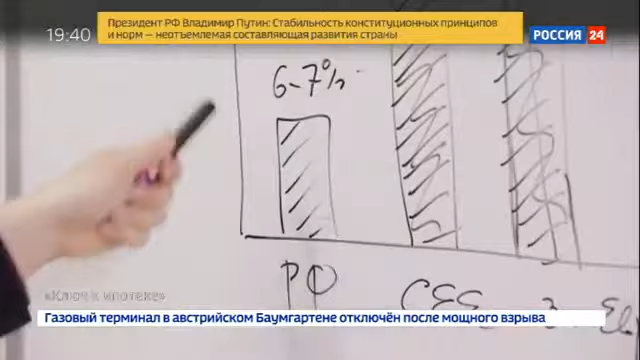 19:40
Президент РФ Владимир Путин: Стабильность конституционных принципов
и норм — неотъемлемая составляющая развития страны
РОССИЯ 24
6-7%
РФ
CEE
«Ключ к ипотеке»
Газовый терминал в австрийском Баумгартене отключён после мощного взрыва